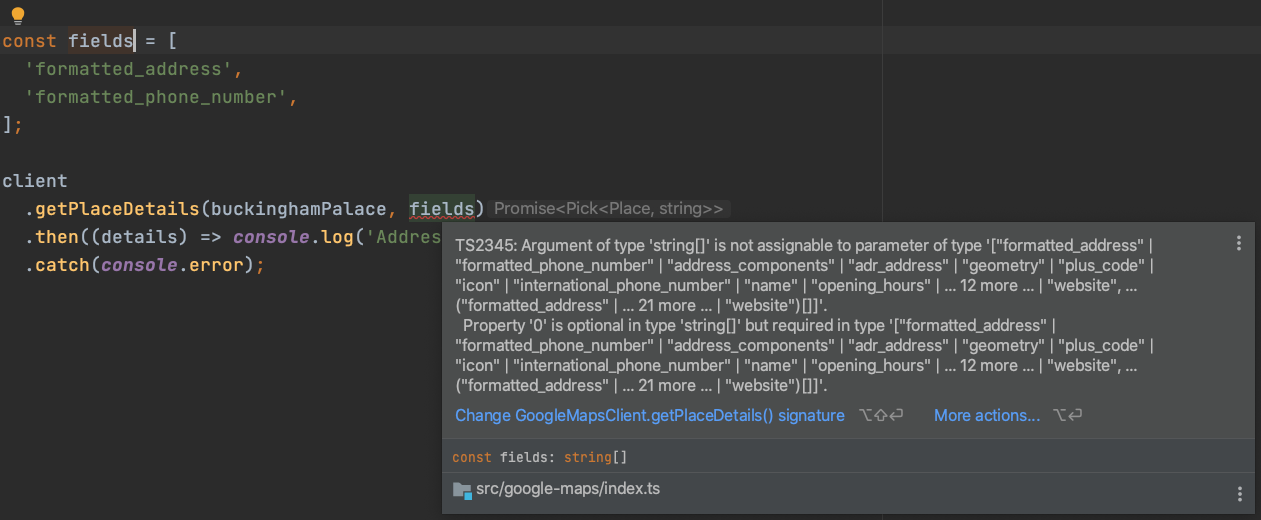 const fields = [
'formatted_address',
'formatted_phone_number',
];
client
.getPlaceDetails(buckinghamPalace, fields) Promise<Pick<Place, string>>
.then((details) => console.log('Addres
.catch(console.error);
TS2345: Argument of type 'string[]' is not assignable to parameter of type '["formatted_address" |
"formatted_phone_number" | "address_components" | "adr_address" | "geometry" | "plus_code" |
"icon" | "international_phone_number" | "name" | "opening_hours" | ... 12 more ... | "website", ...
("formatted_address" | ... 21 more ... | "website")[]]'.
Property '0' is optional in type 'string[]' but required in type '["formatted_address" |
"formatted_phone_number" | "address_components" | "adr_address" | "geometry" | "plus_code" |
"icon" | "international_phone_number" | "name" | "opening_hours" | ... 12 more ... | "website", ...
("formatted_address" | ... 21 more ... | "website")[]]'.
Change GoogleMapsClient.getPlaceDetails() signature ⌥⇧⏎ More actions... ⌥⏎
const fields: string[]
src/google-maps/index.ts